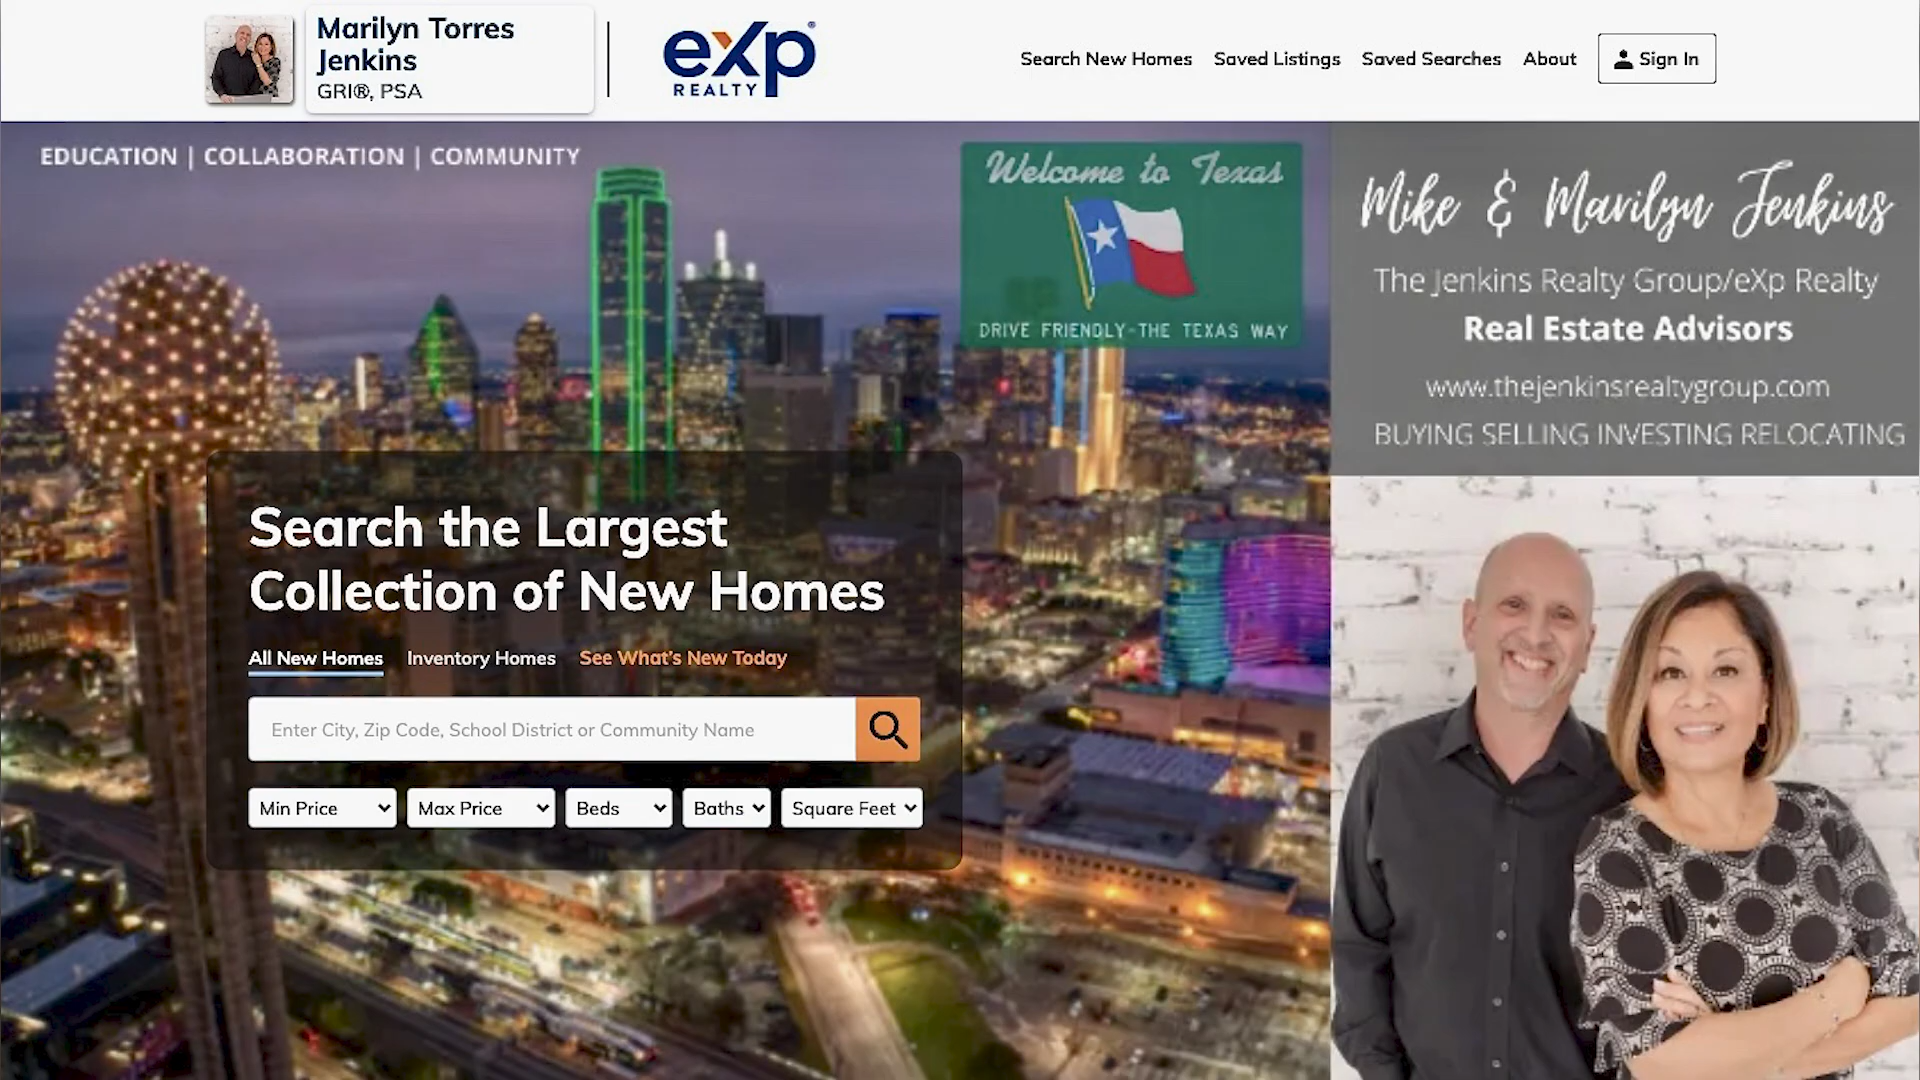 Marilyn Torres
Jenkins
GRI®, PSA
eXp®
REALTY
Search New Homes
Saved Listings
Saved Searches
About
Sign In
EDUCATION | COLLABORATION | COMMUNITY
Welcome to Texas
DRIVE FRIENDLY-THE TEXAS WAY
Mike & Marilyn Jenkins
The Jenkins Realty Group/eXp Realty
Real Estate Advisors
www.thejenkinsrealtygroup.com
BUYING SELLING INVESTING RELOCATING
Search the Largest
Collection of New Homes
All New Homes
Inventory Homes
See What's New Today
Enter City, Zip Code, School District or Community Name
Min Price
Max Price
Beds
Baths
Square Feet